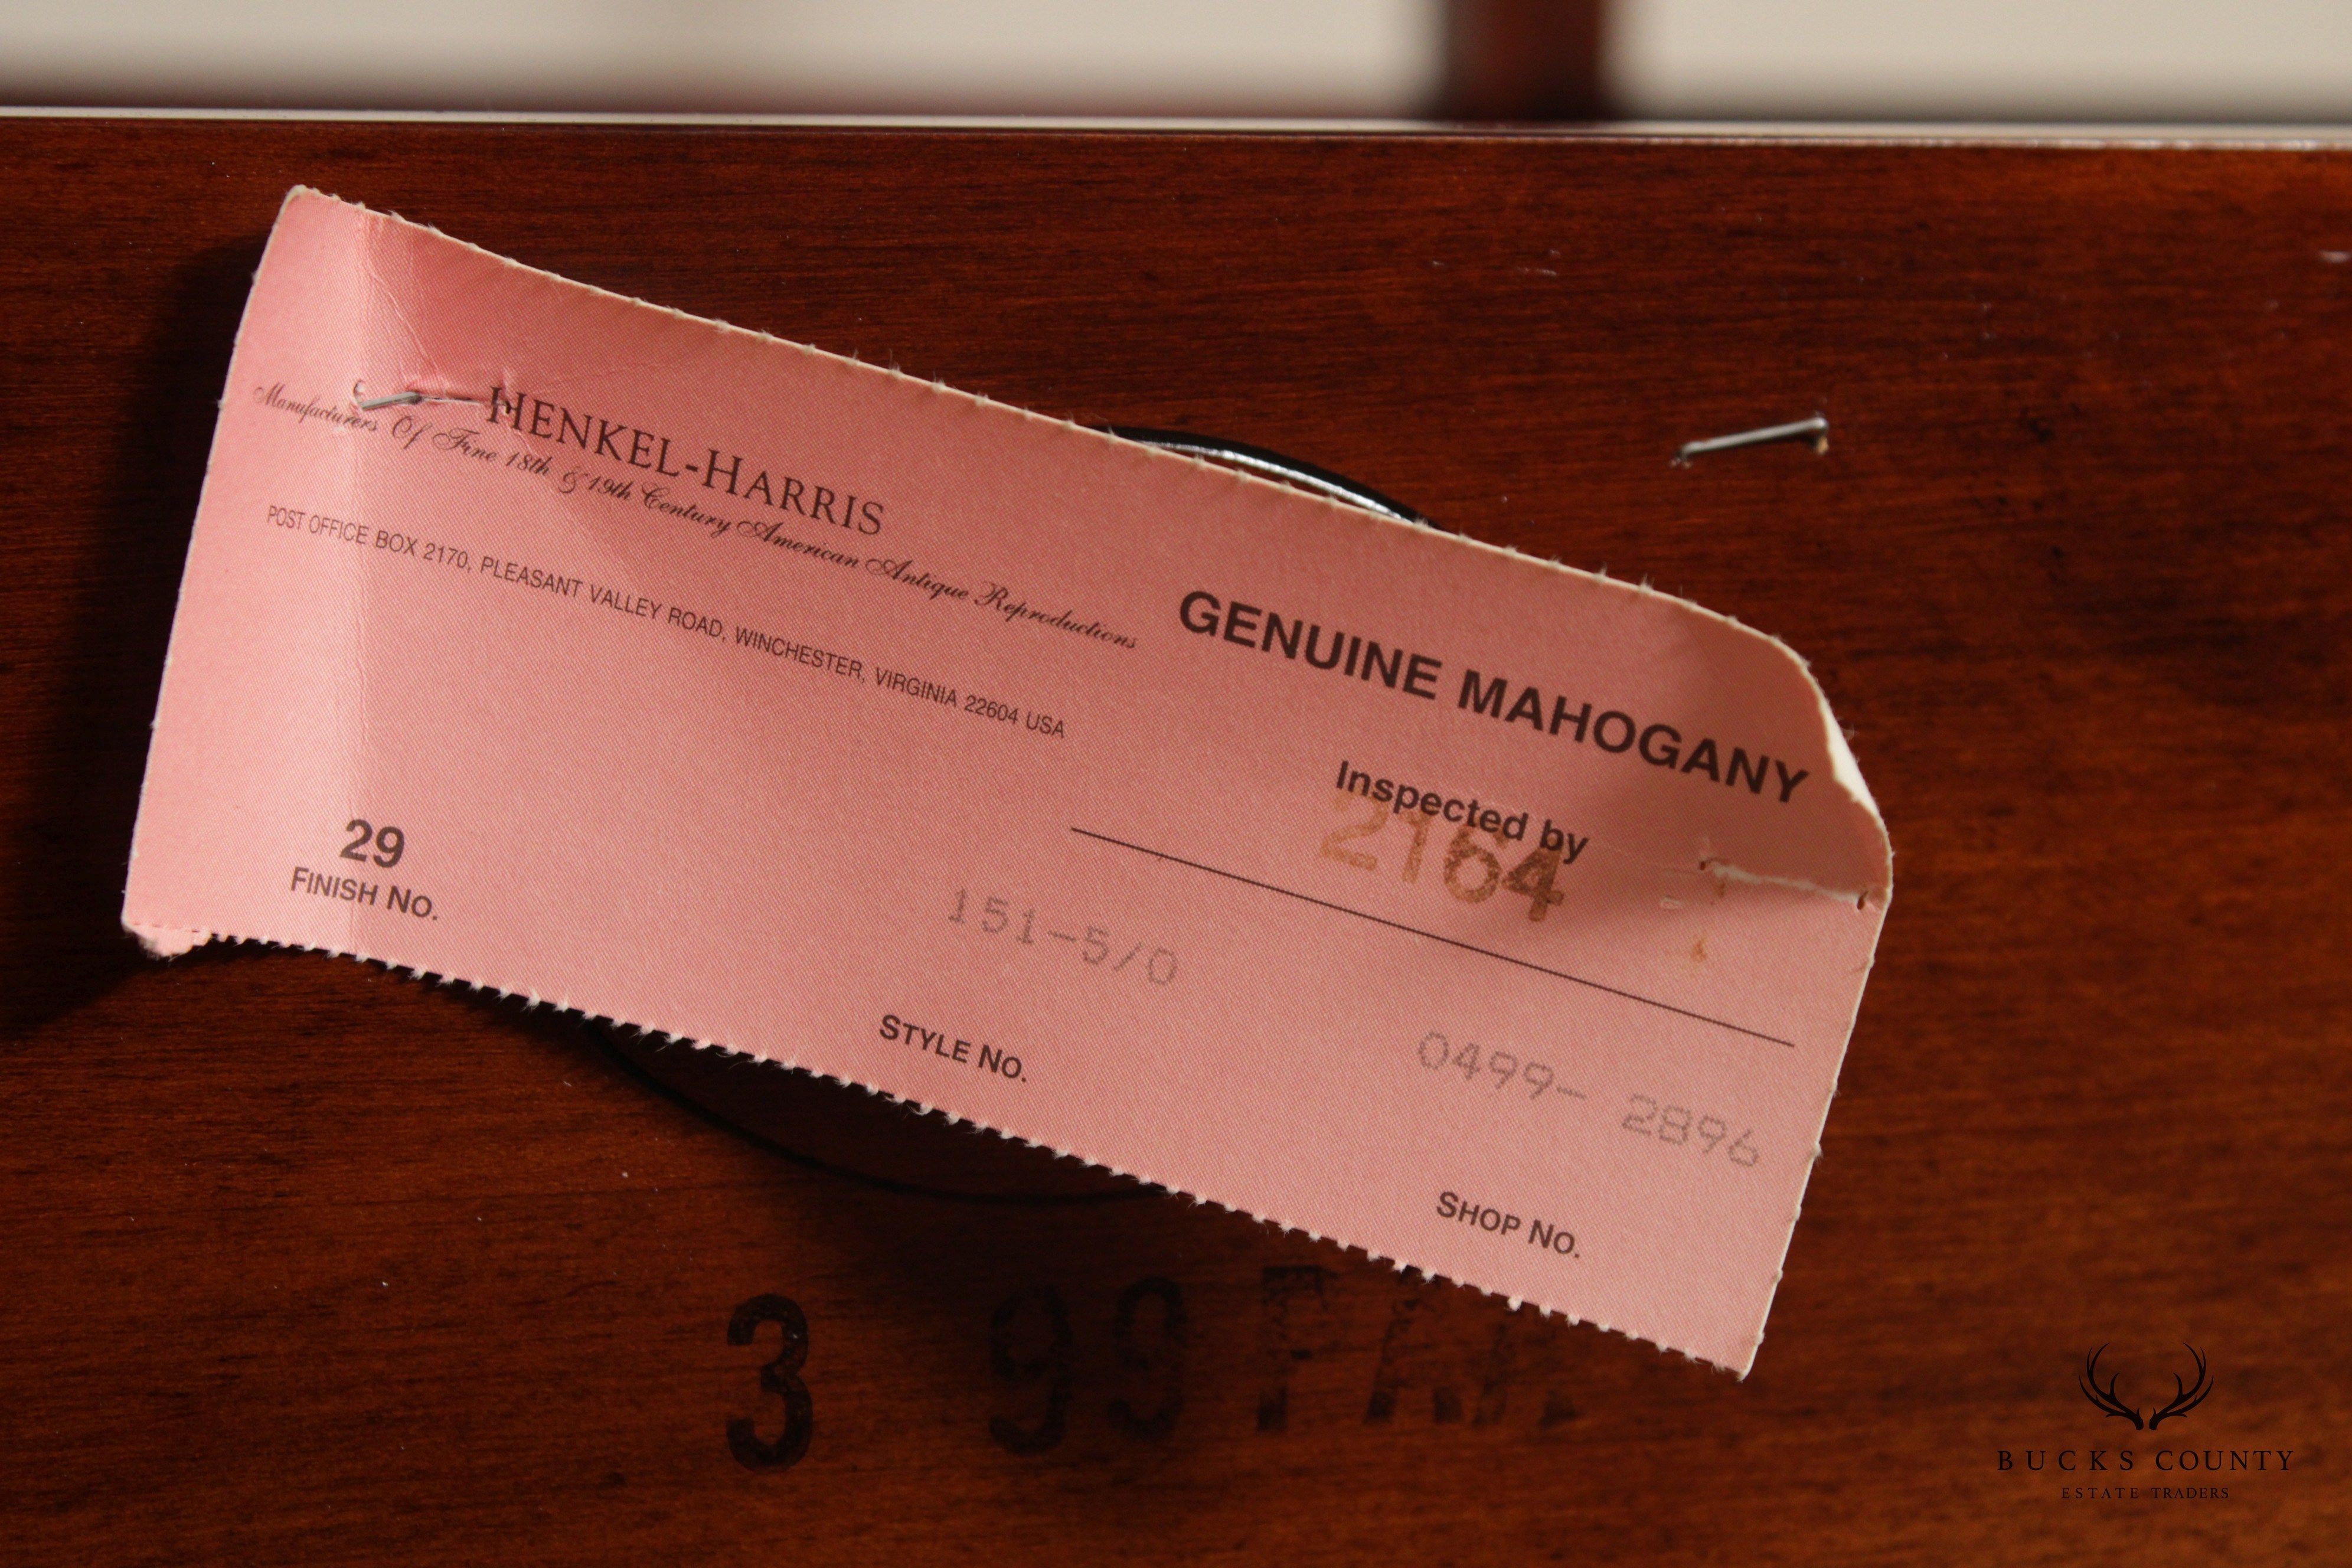 HENKEL-HARRIS
Manufacturers Of Fine 18th & 19th Century American Antique Reproductions
POST OFFICE BOX 2170, PLEASANT VALLEY ROAD, WINCHESTER, VIRGINIA 22604 USA
GENUINE MAHOGANY
Inspected by
2164
29
FINISH NO.
151-5/0
STYLE NO.
0499- 2896
SHOP NO.
3 99
BUCKS COUNTY
ESTATE TRADERS